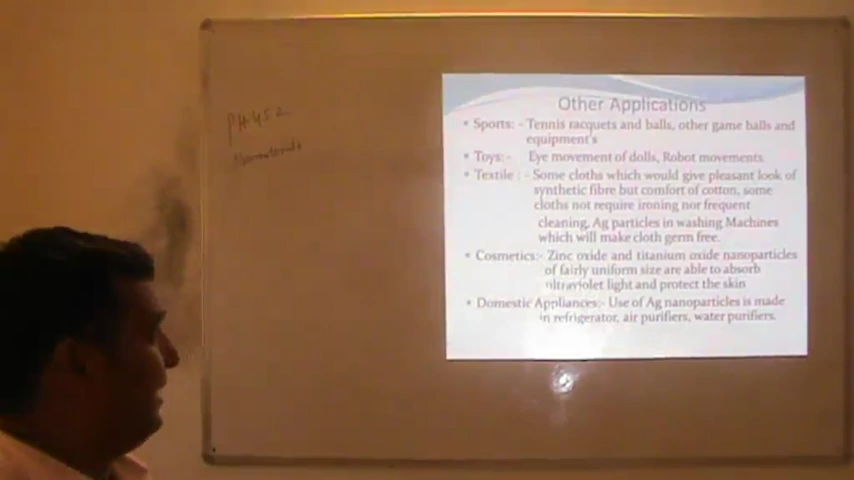 PH-452
Nanomaterials
Other Applications
• Sports: - Tennis racquets and balls, other game balls and
equipment's
• Toys:- Eye movement of dolls, Robot movements
• Textile : - Some cloths which would give pleasant look of
synthetic fibre but comfort of cotton, some
cloths not require ironing nor frequent
cleaning, Ag particles in washing Machines
which will make cloth germ free.
• Cosmetics:- Zinc oxide and titanium oxide nanoparticles
of fairly uniform size are able to absorb
ultraviolet light and protect the skin
• Domestic Appliances:- Use of Ag nanoparticles is made
in refrigerator, air purifiers, water purifiers.